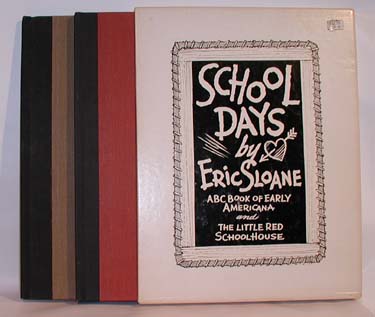 SCHOOL
DAYS
by
ERIC SLOANE
ABC BOOK OF EARLY
AMERICANA
and
THE LITTLE RED
SCHOOLHOUSE